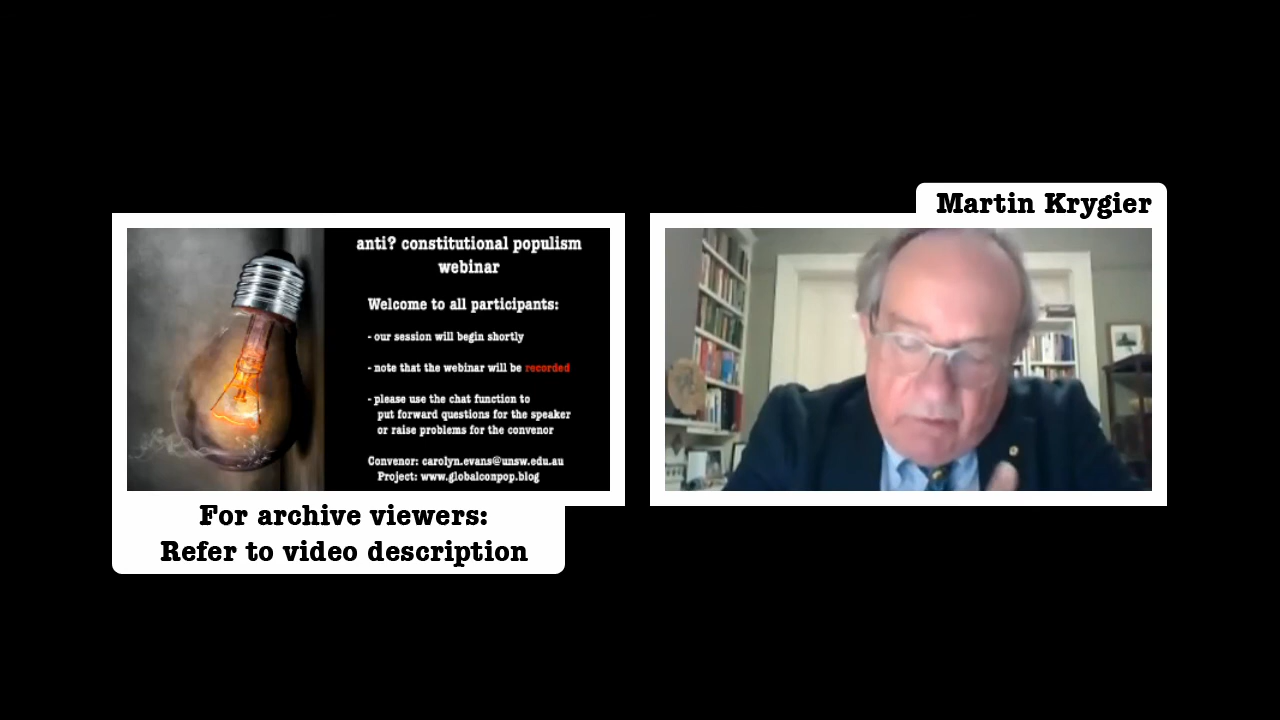 anti? constitutional populism
webinar
Welcome to all participants:
- our session will begin shortly
- note that the webinar will be recorded
- please use the chat function to
put forward questions for the speaker
or raise problems for the convenor
Convenor: carolyn.evans@unsw.edu.au
Project: www.globalconpop.blog
For archive viewers:
Refer to video description
Martin Krygier